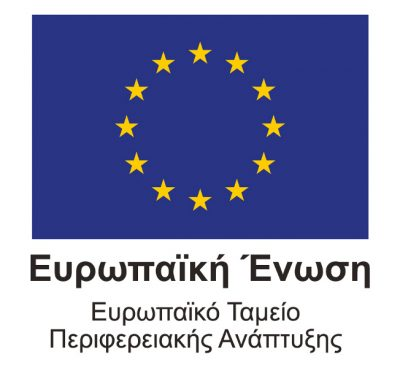 Ευρωπαϊκή Ένωση
Ευρωπαϊκό Ταμείο
Περιφερειακής Ανάπτυξης